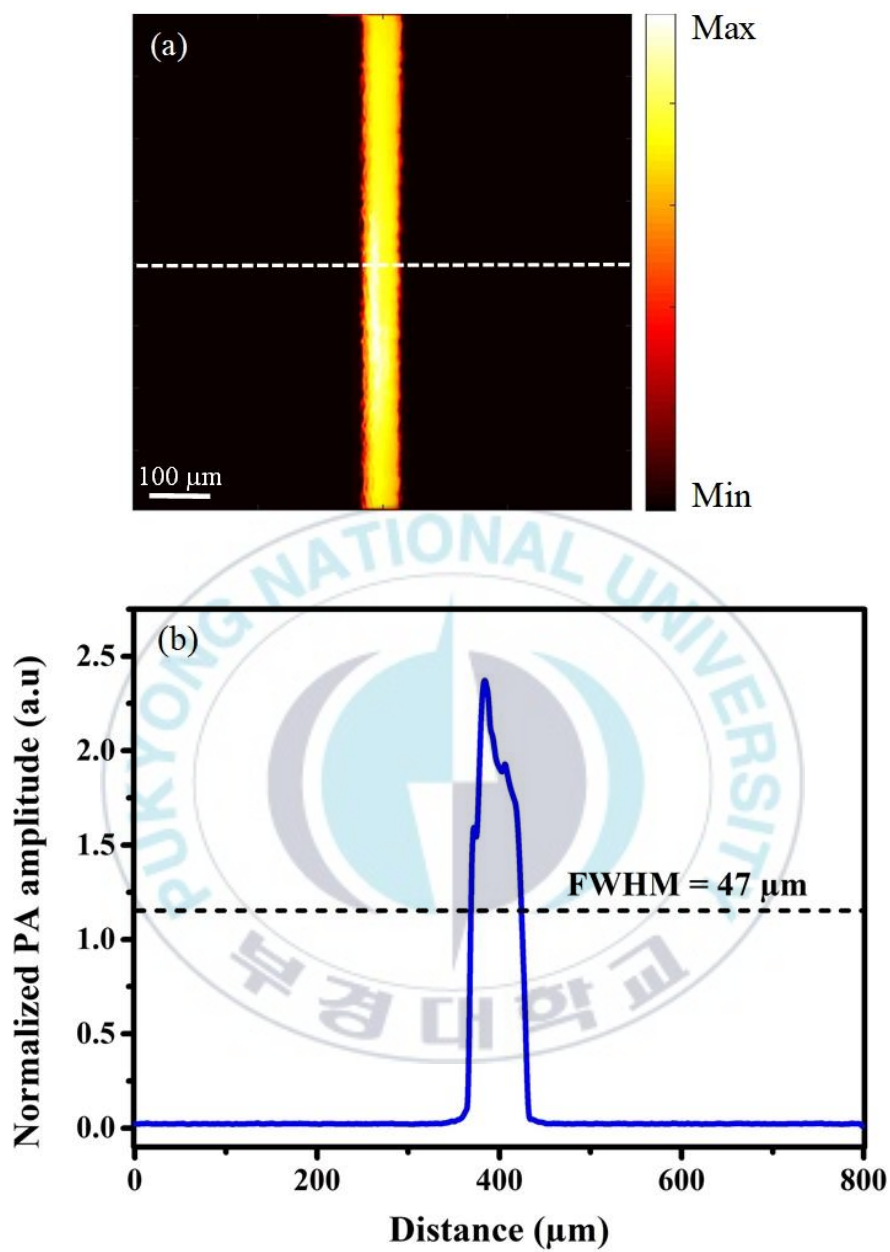 (a)
Max
100 μm
Min
PUKYONG NATIONAL UNIVERSITY
(b)
Normalized PA amplitude (a.u)
2.5
2.0
1.5
1.0
0.5
0.0
FWHM = 47 μm
부경대학교
0
200
400
600
800
Distance (μm)